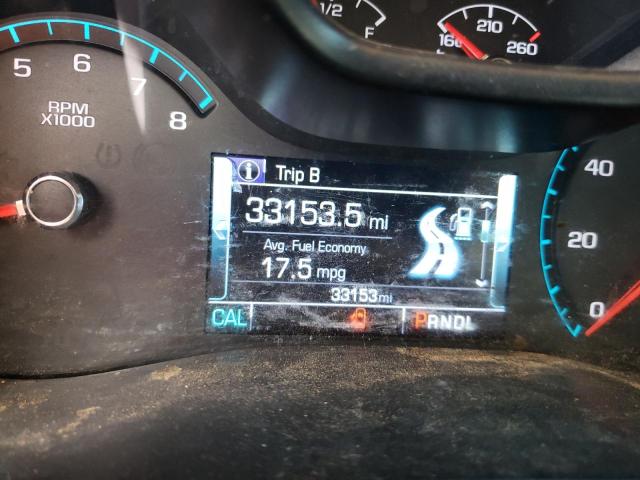 1/2
F
160 210 260
5 6 7 8
RPM
X1000
Trip B
33153.5 mi
Avg. Fuel Economy
17.5 mpg
33153mi
CAL
PRNDL
40
20
0